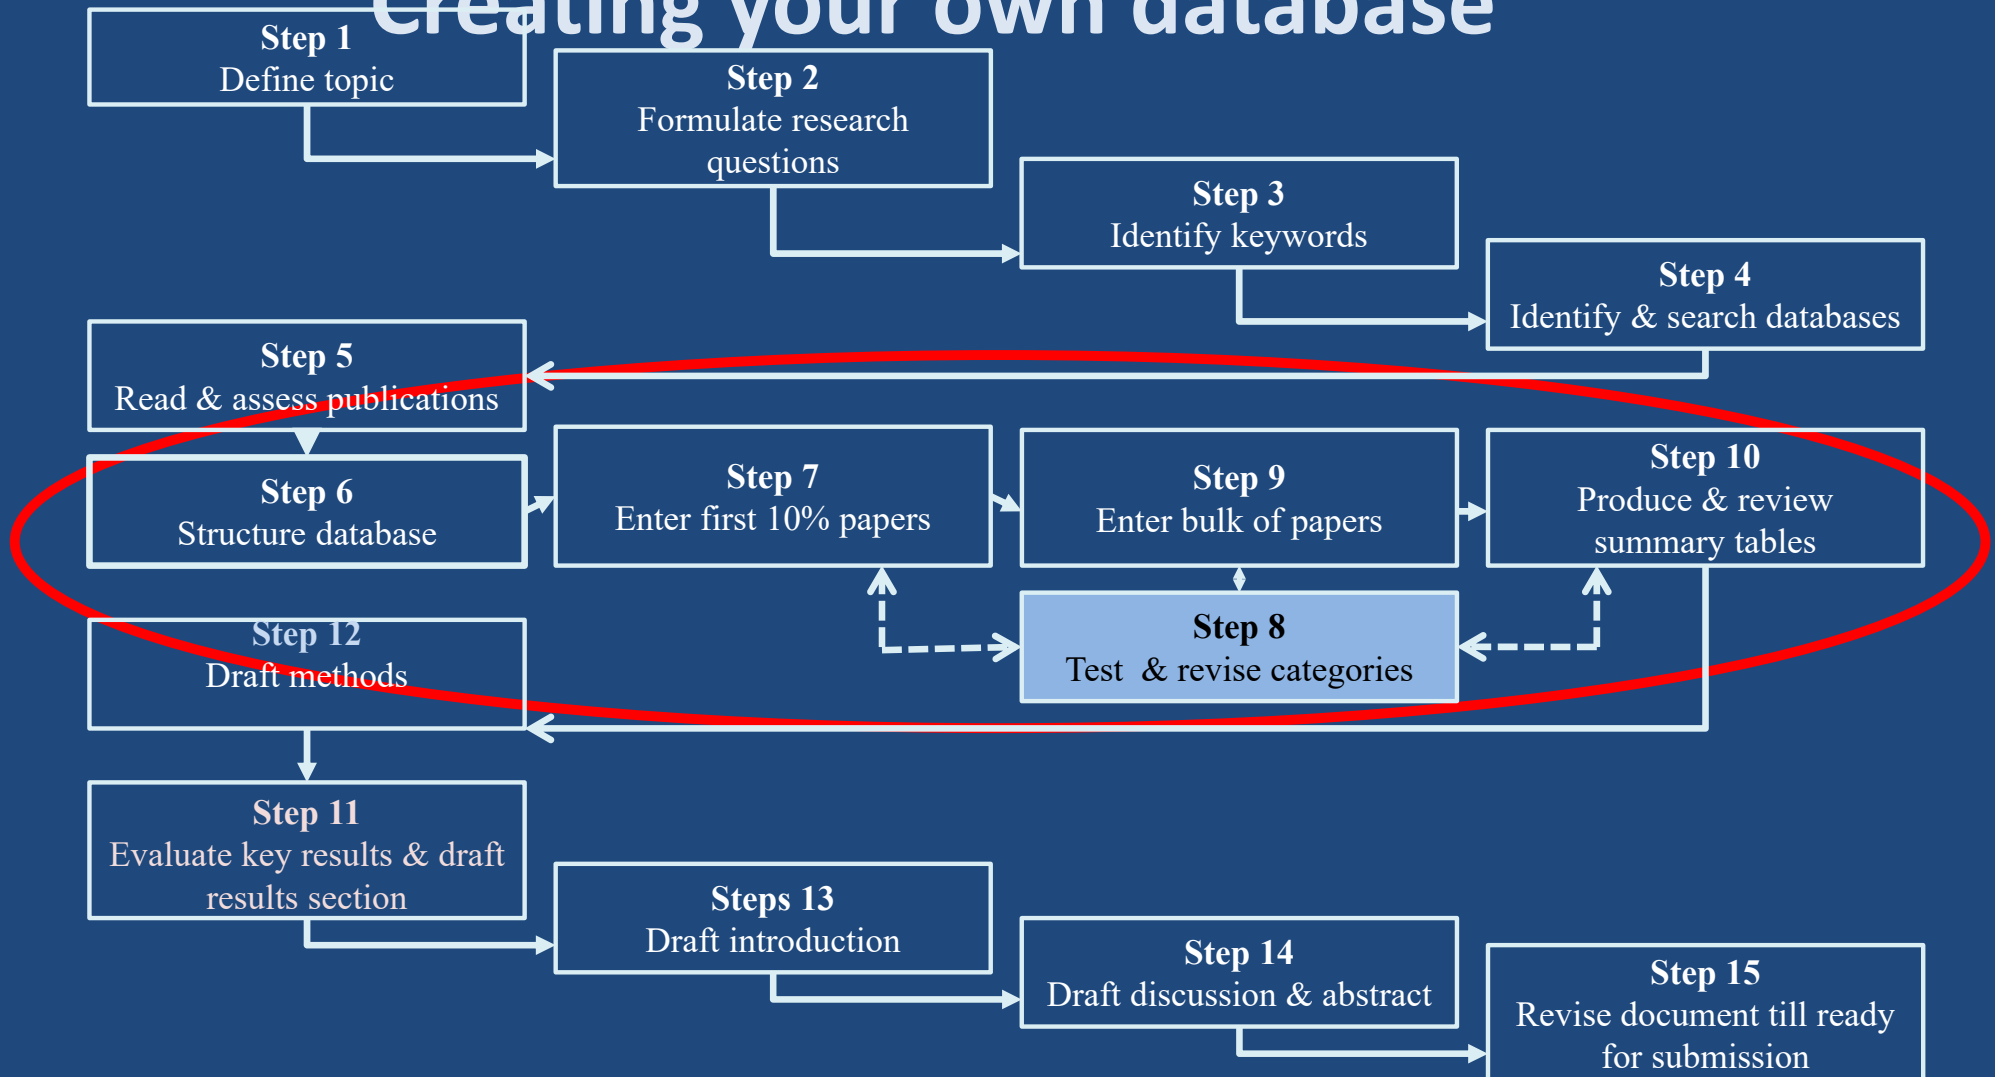 Creating your own database
Step 1
Define topic
Step 2
Formulate research
questions
Step 3
Identify keywords
Step 4
Identify & search databases
Step 5
Read & assess publications
Step 6
Structure database
Step 7
Enter first 10% papers
Step 9
Enter bulk of papers
Step 10
Produce & review
summary tables
Step 8
Test & revise categories
Step 12
Draft methods
Step 11
Evaluate key results & draft
results section
Steps 13
Draft introduction
Step 14
Draft discussion & abstract
Step 15
Revise document till ready
for submission